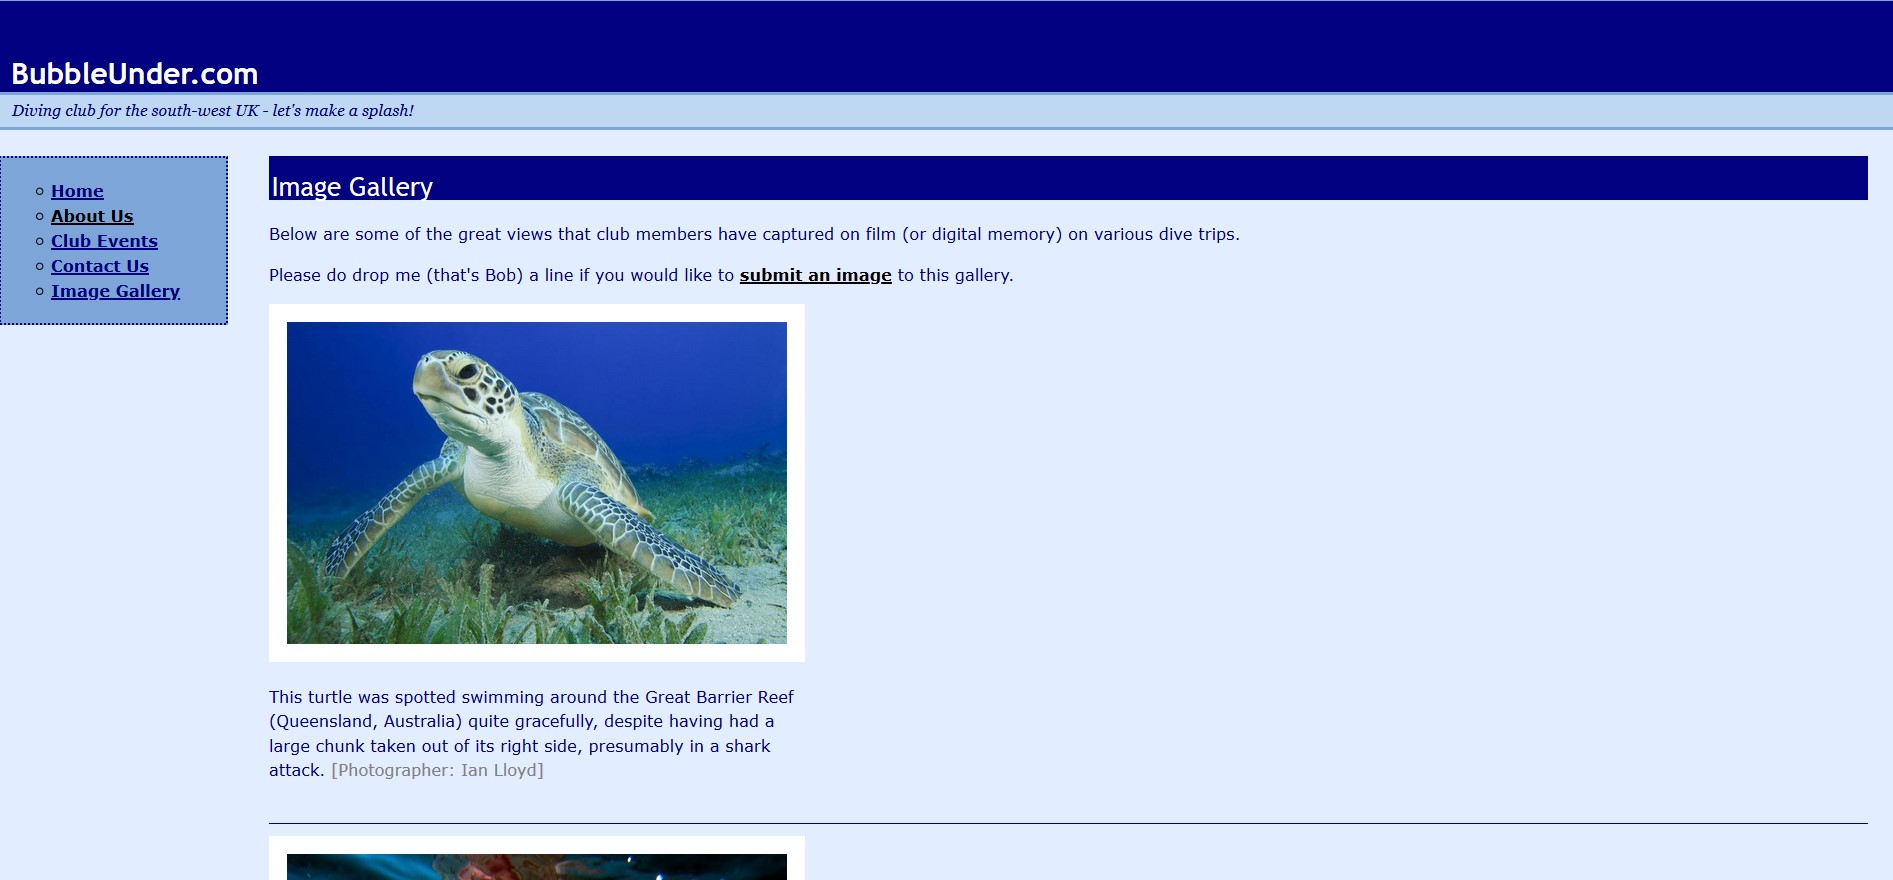 BubbleUnder.com
Diving club for the south-west UK - let's make a splash!
Home
About Us
Club Events
Contact Us
Image Gallery
Image Gallery
Below are some of the great views that club members have captured on film (or digital memory) on various dive trips.
Please do drop me (that's Bob) a line if you would like to submit an image to this gallery.
This turtle was spotted swimming around the Great Barrier Reef
(Queensland, Australia) quite gracefully, despite having had a
large chunk taken out of its right side, presumably in a shark
attack. [Photographer: Ian Lloyd]